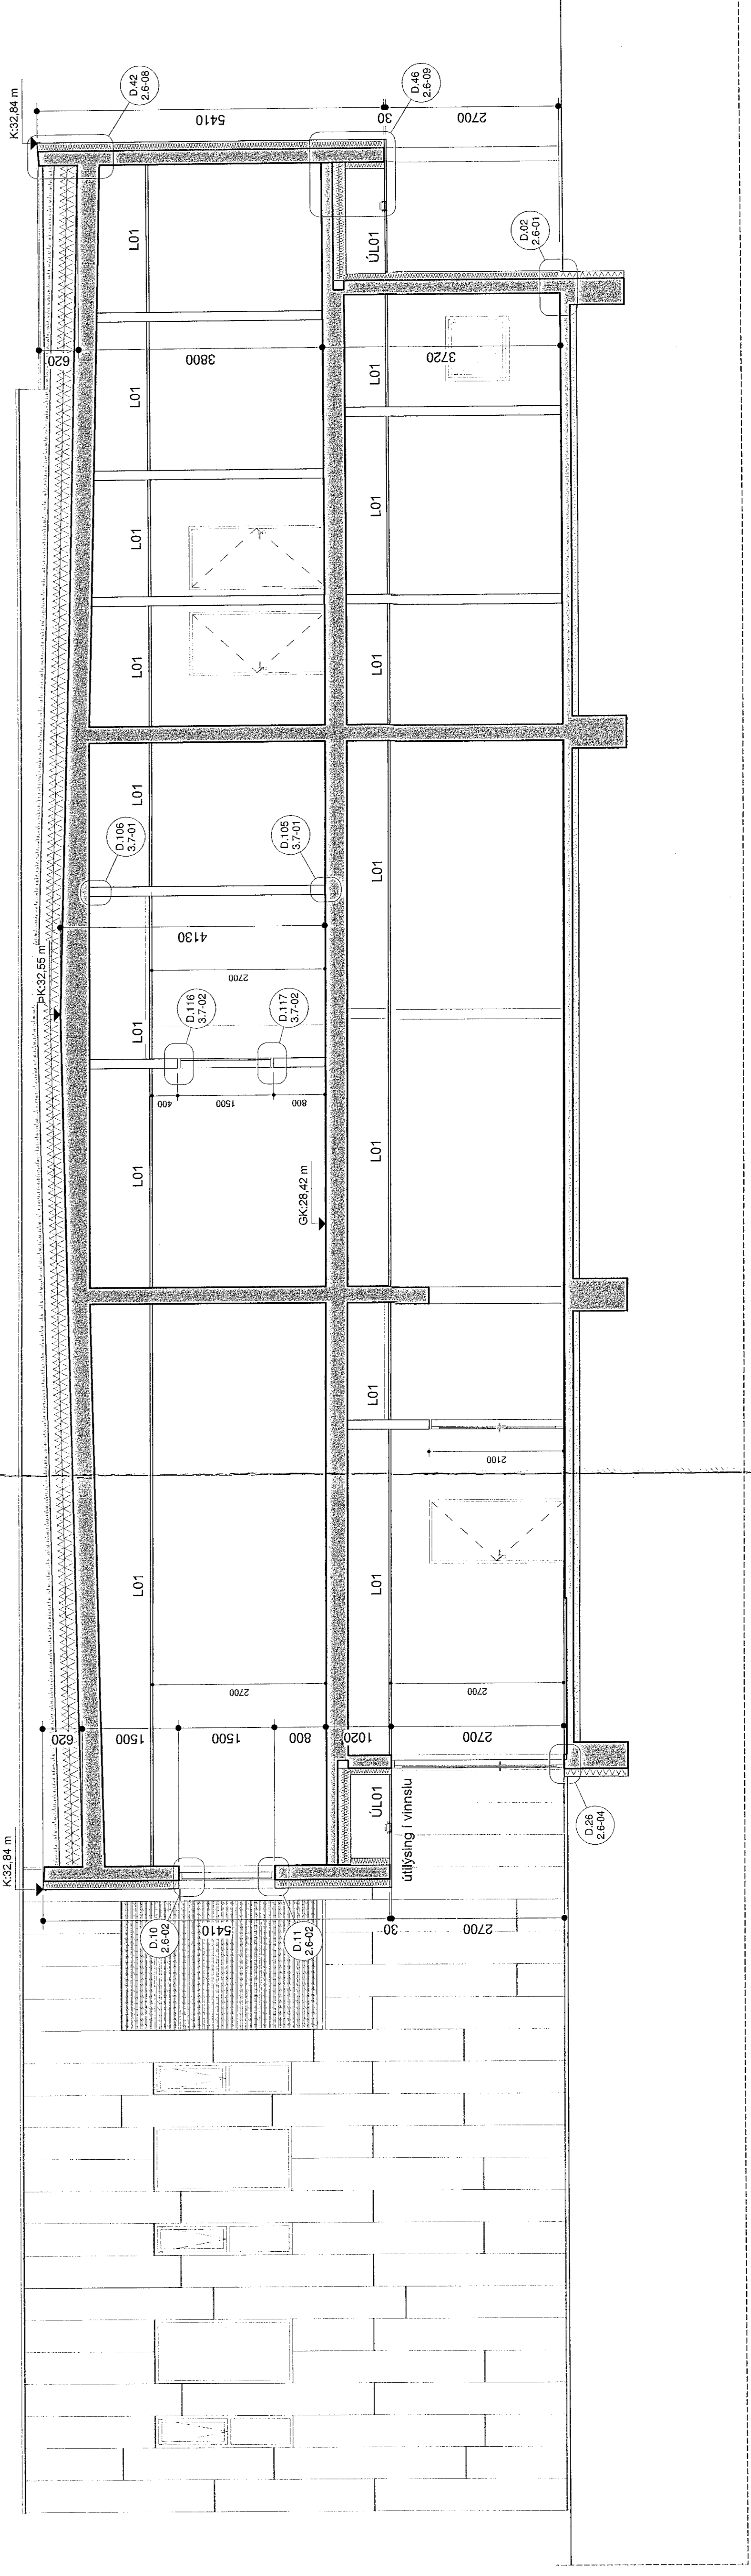 K:32,84 m
D.42
2.6-08
5410
D.46
2.6-09
30
2700
L01
ÚL01
D.02
2.6-01
620
3800
3720
L01
L01
L01
L01
L01
L01
L01
D.106
3.7-01
D.105
3.7-01
L01
ÞK:32,55 m
4130
2700
L01
D.116
3.7-02
D.117
3.7-02
400
1500
800
L01
L01
GK:28,42 m
L01
2100
L01
L01
2700
2700
620
1500
1500
800
1020
2700
ÚL01
útilýsing í vinnslu
D.26
2.6-04
K:32,84 m
D.10
2.6-02
5410
D.11
2.6-02
30
2700